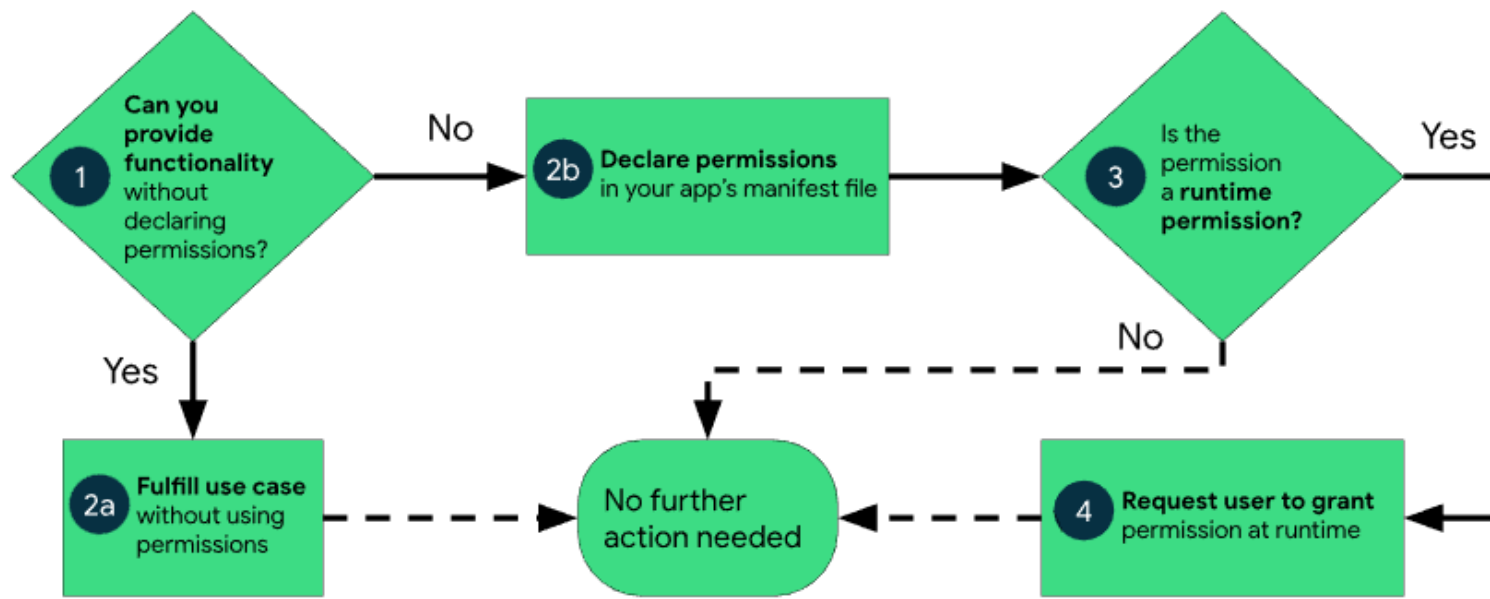 1
Can you
provide
functionality
without
declaring
permissions?
No
2b
Declare permissions
in your app's manifest file
3
Is the
permission
a runtime
permission?
Yes
Yes
No
2a
Fulfill use case
without using
permissions
No further
action needed
4
Request user to grant
permission at runtime